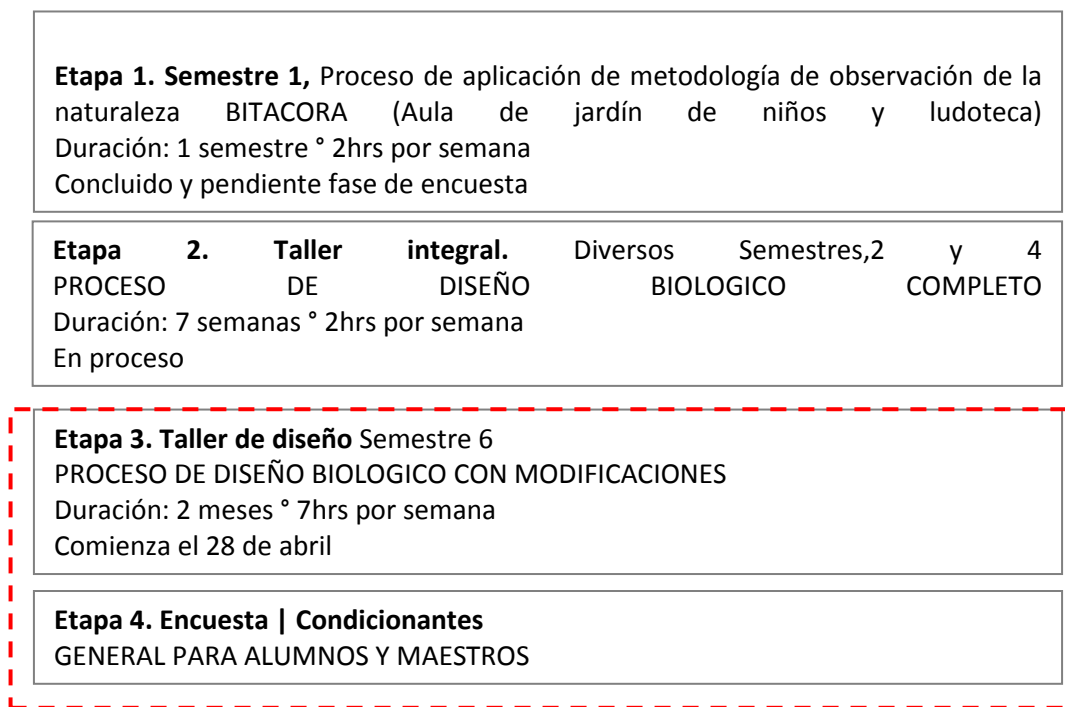 Etapa 1. Semestre 1, Proceso de aplicación de metodología de observación de la
naturaleza BITACORA (Aula de jardín de niños y ludoteca)
Duración: 1 semestre ° 2hrs por semana
Concluido y pendiente fase de encuesta
Etapa 2. Taller integral. Diversos Semestres,2 y 4
PROCESO DE DISEÑO BIOLOGICO COMPLETO
Duración: 7 semanas ° 2hrs por semana
En proceso
Etapa 3. Taller de diseño Semestre 6
PROCESO DE DISEÑO BIOLOGICO CON MODIFICACIONES
Duración: 2 meses ° 7hrs por semana
Comienza el 28 de abril
Etapa 4. Encuesta | Condicionantes
GENERAL PARA ALUMNOS Y MAESTROS